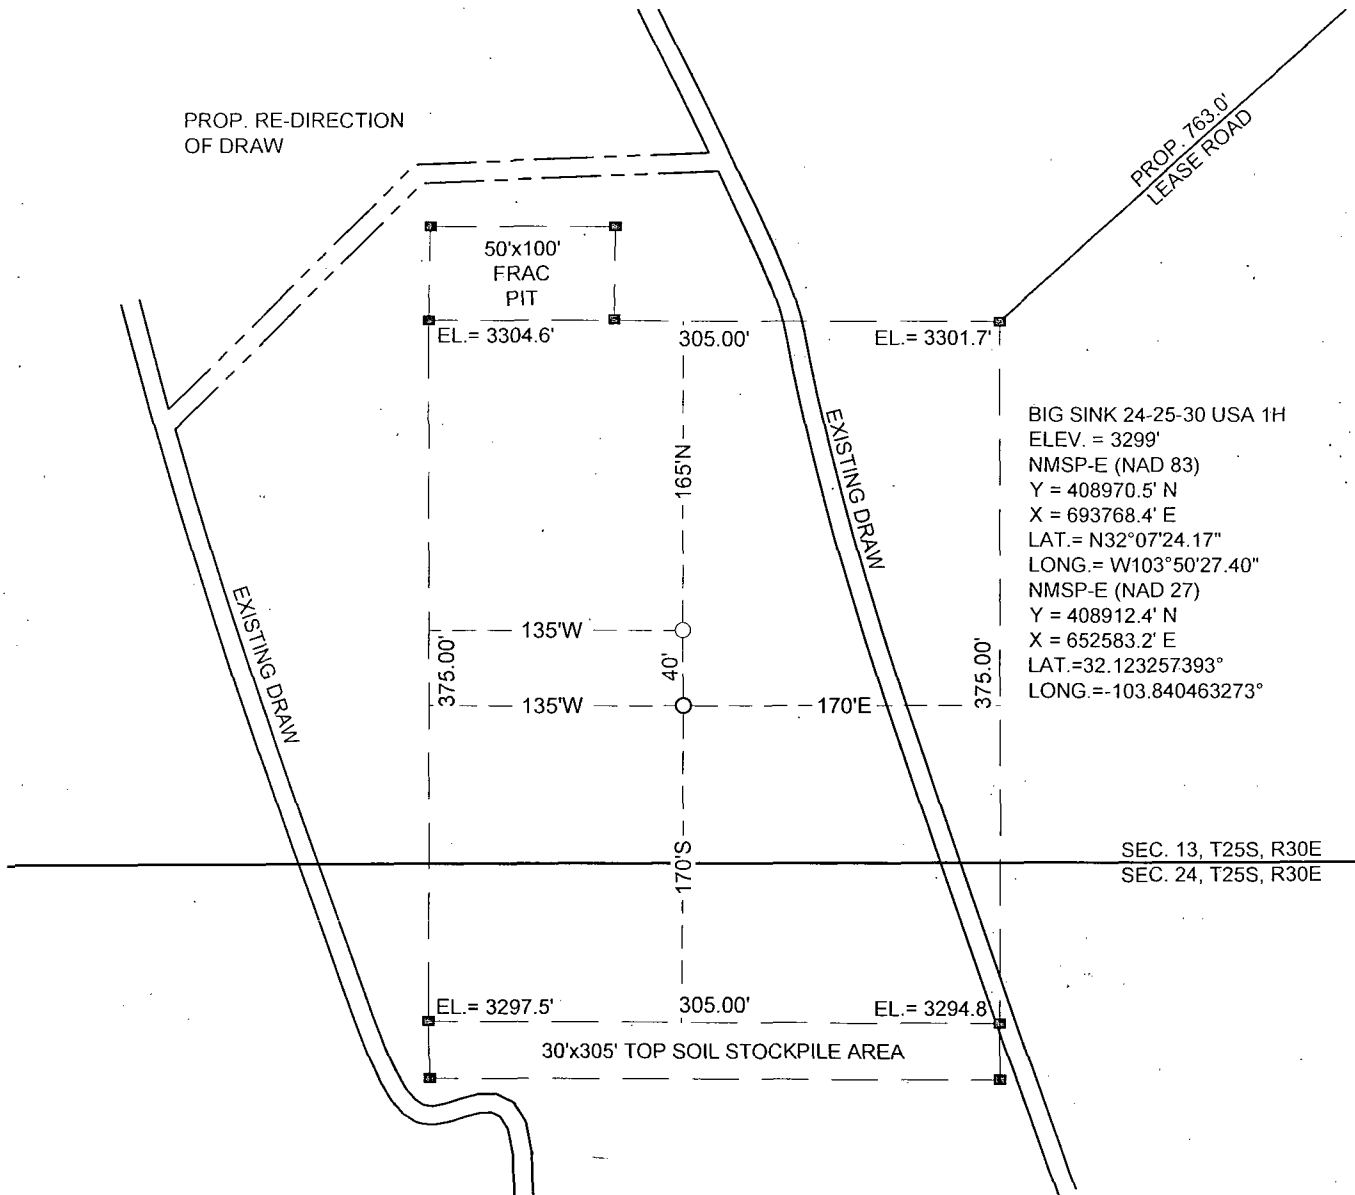 PROP. RE-DIRECTION
OF DRAW
PROP. 763.0'
LEASE ROAD
50'x100'
FRAC
PIT
EL.= 3304.6'
305.00'
EL.= 3301.7'
165'N
EXISTING DRAW
BIG SINK 24-25-30 USA 1H
ELEV. = 3299'
NMSP-E (NAD 83)
Y = 408970.5' N
X = 693768.4' E
LAT.= N32°07'24.17"
LONG.= W103°50'27.40"
NMSP-E (NAD 27)
Y = 408912.4' N
X = 652583.2' E
LAT.=32.123257393°
LONG.=-103.840463273°
EXISTING DRAW
135'W
375.00'
40'
375.00'
135'W
170'E
170'S
SEC. 13, T25S, R30E
SEC. 24, T25S, R30E
EL.= 3297.5'
305.00'
EL.= 3294.8
30'x305' TOP SOIL STOCKPILE AREA